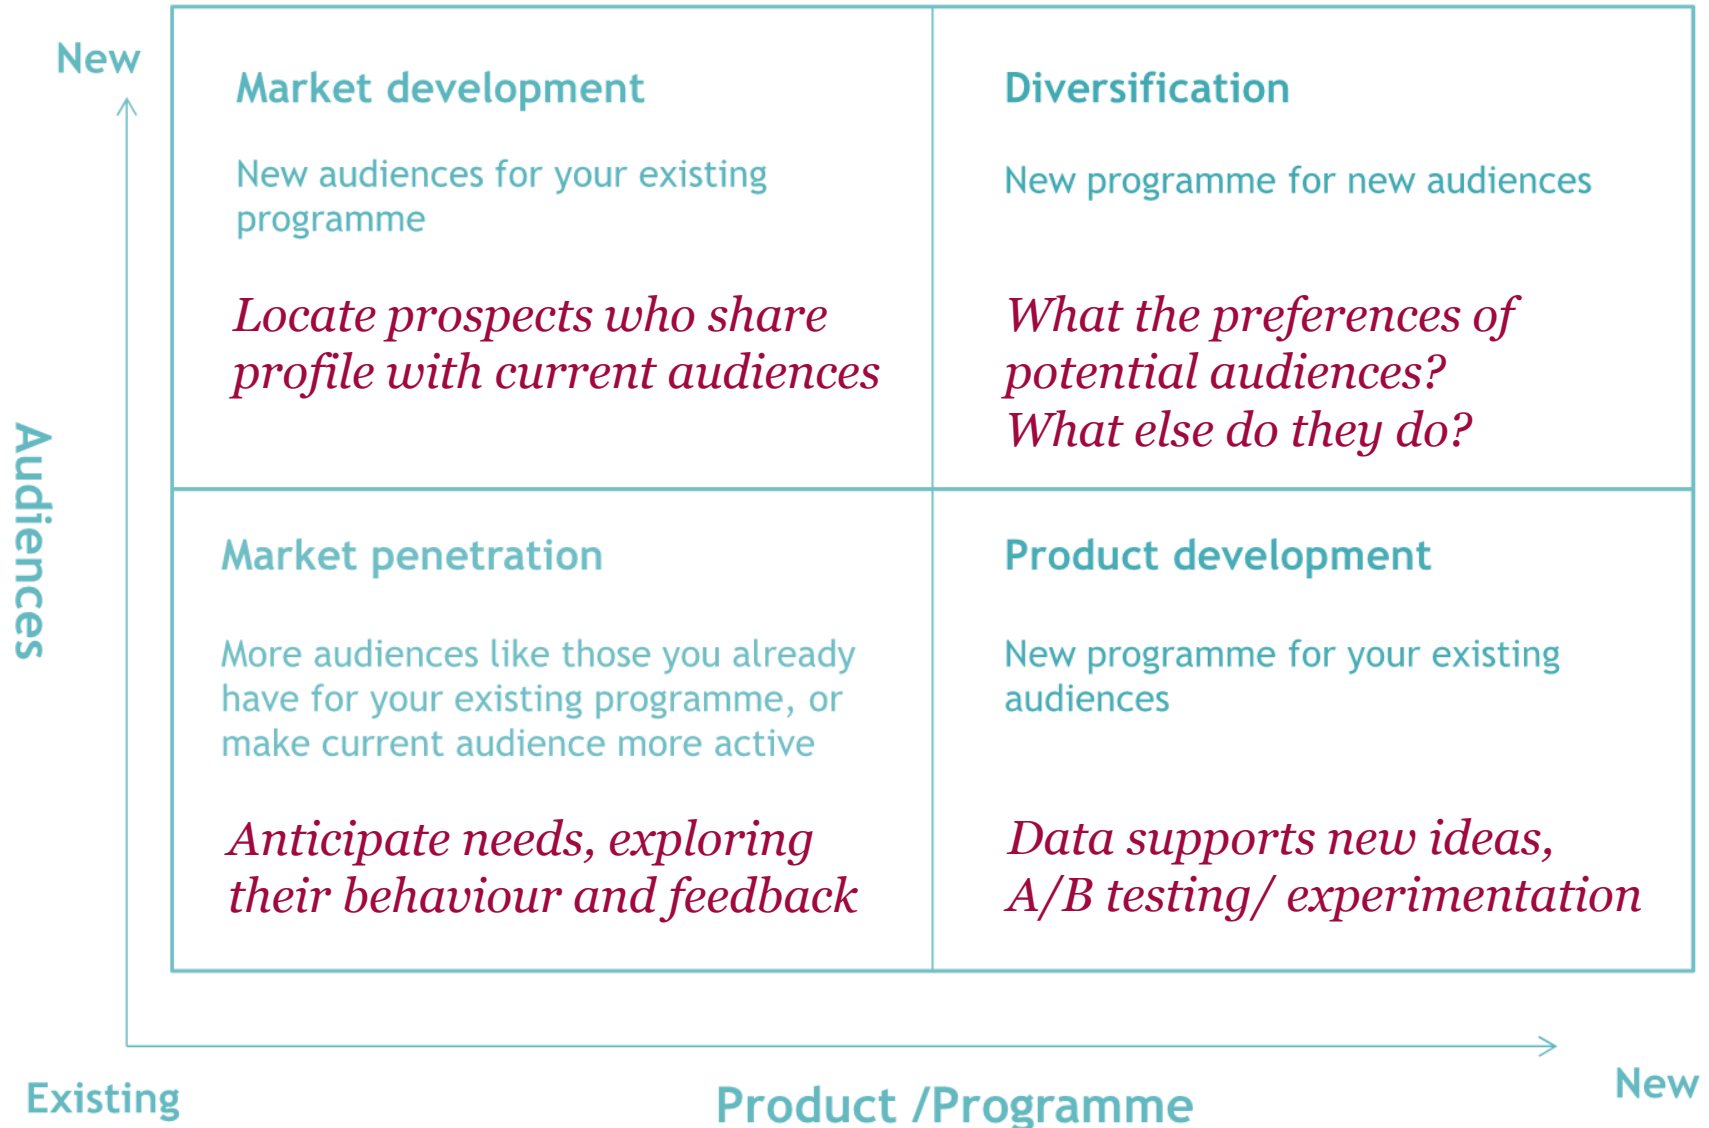 New
Market development
New audiences for your existing
programme
Locate prospects who share
profile with current audiences
Diversification
New programme for new audiences
What the preferences of
potential audiences?
What else do they do?
Audiences
Market penetration
More audiences like those you already
have for your existing programme, or
make current audience more active
Anticipate needs, exploring
their behaviour and feedback
Product development
New programme for your existing
audiences
Data supports new ideas,
A/B testing/ experimentation
Existing
Product /Programme
New